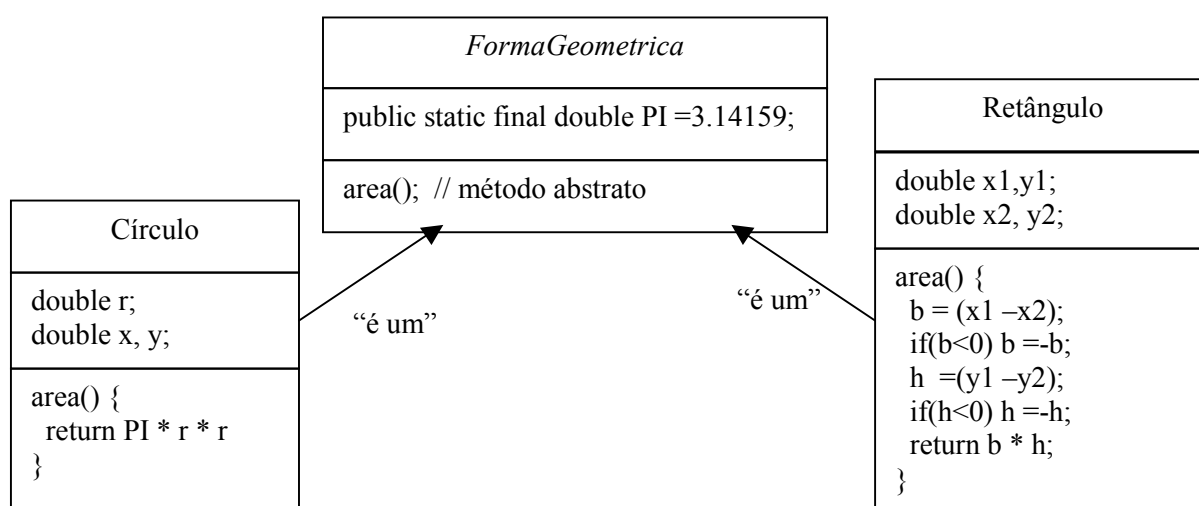 FormaGeometrica
public static final double PI =3.14159;
area();  // método abstrato
Círculo
double r;
double x, y;
area() {
return PI * r * r
}
“é um”
“é um”
Retângulo
double x1,y1;
double x2, y2;
area() {
b = (x1 –x2);
if(b<0) b =-b;
h  =(y1 –y2);
if(h<0) h =-h;
return b * h;
}